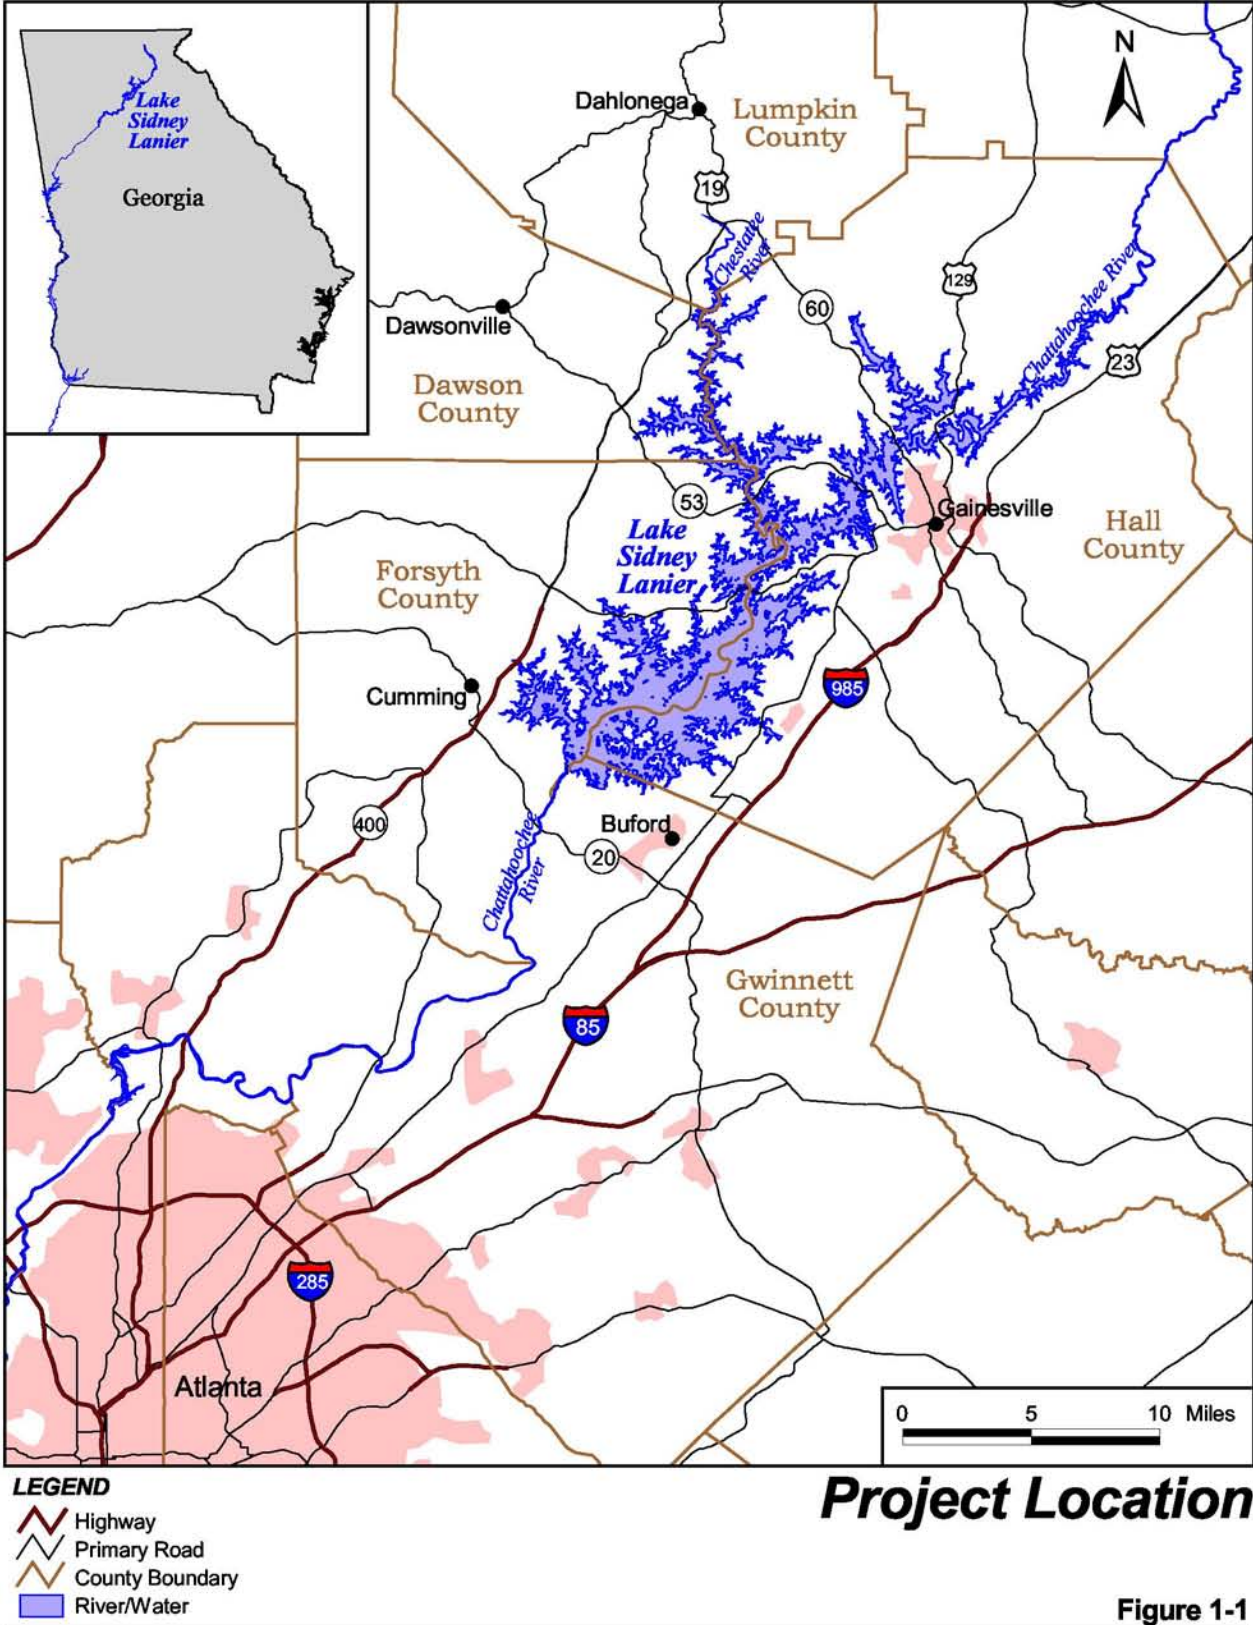 Lake
Sidney
Lanier
Georgia
N
Dahlonega
Lumpkin
County
19
Chestatee
River
60
129
Chattahoochee River
23
Dawsonville
Dawson
County
53
Gainesville
Hall
County
Lake
Sidney
Lanier
Forsyth
County
Cumming
985
400
Buford
20
Chattahoochee
River
Gwinnett
County
85
285
Atlanta
0 5 10 Miles
LEGEND
Highway
Primary Road
County Boundary
River/Water
Project Location
Figure 1-1